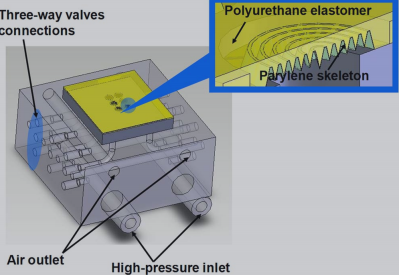 Three-way valves
connections
Polyurethane elastomer
Parylene skeleton
Air outlet
High-pressure inlet